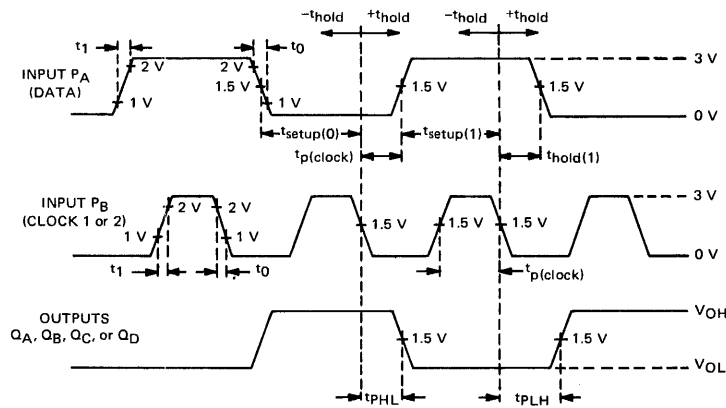 −thold +thold −thold +thold
t1 t0
INPUT PA
(DATA)
2 V 2 V 1.5 V 1 V 1 V
1.5 V 1.5 V
3 V
0 V
tsetup(0) tsetup(1)
tp(clock) thold(1)
INPUT PB
(CLOCK 1 or 2)
2 V 2 V
1 V 1 V
1.5 V 1.5 V 1.5 V
3 V
0 V
t1 t0 tp(clock)
OUTPUTS
QA, QB, QC, or QD
1.5 V 1.5 V
VOH
VOL
tPHL tPLH